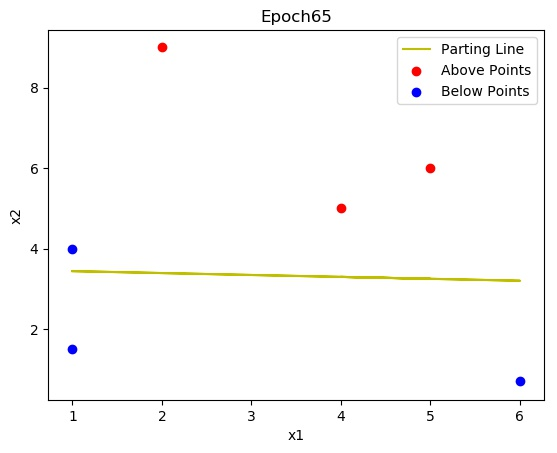 Epoch65
Parting Line
Above Points
Below Points
8
6
4
2
x2
1
2
3
4
5
6
x1